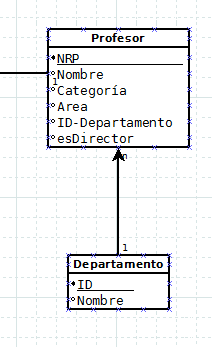 Profesor
NRP
Nombre
1
Categoría
Area
ID-Departamento
esDirector
n
1
Departamento
ID
Nombre